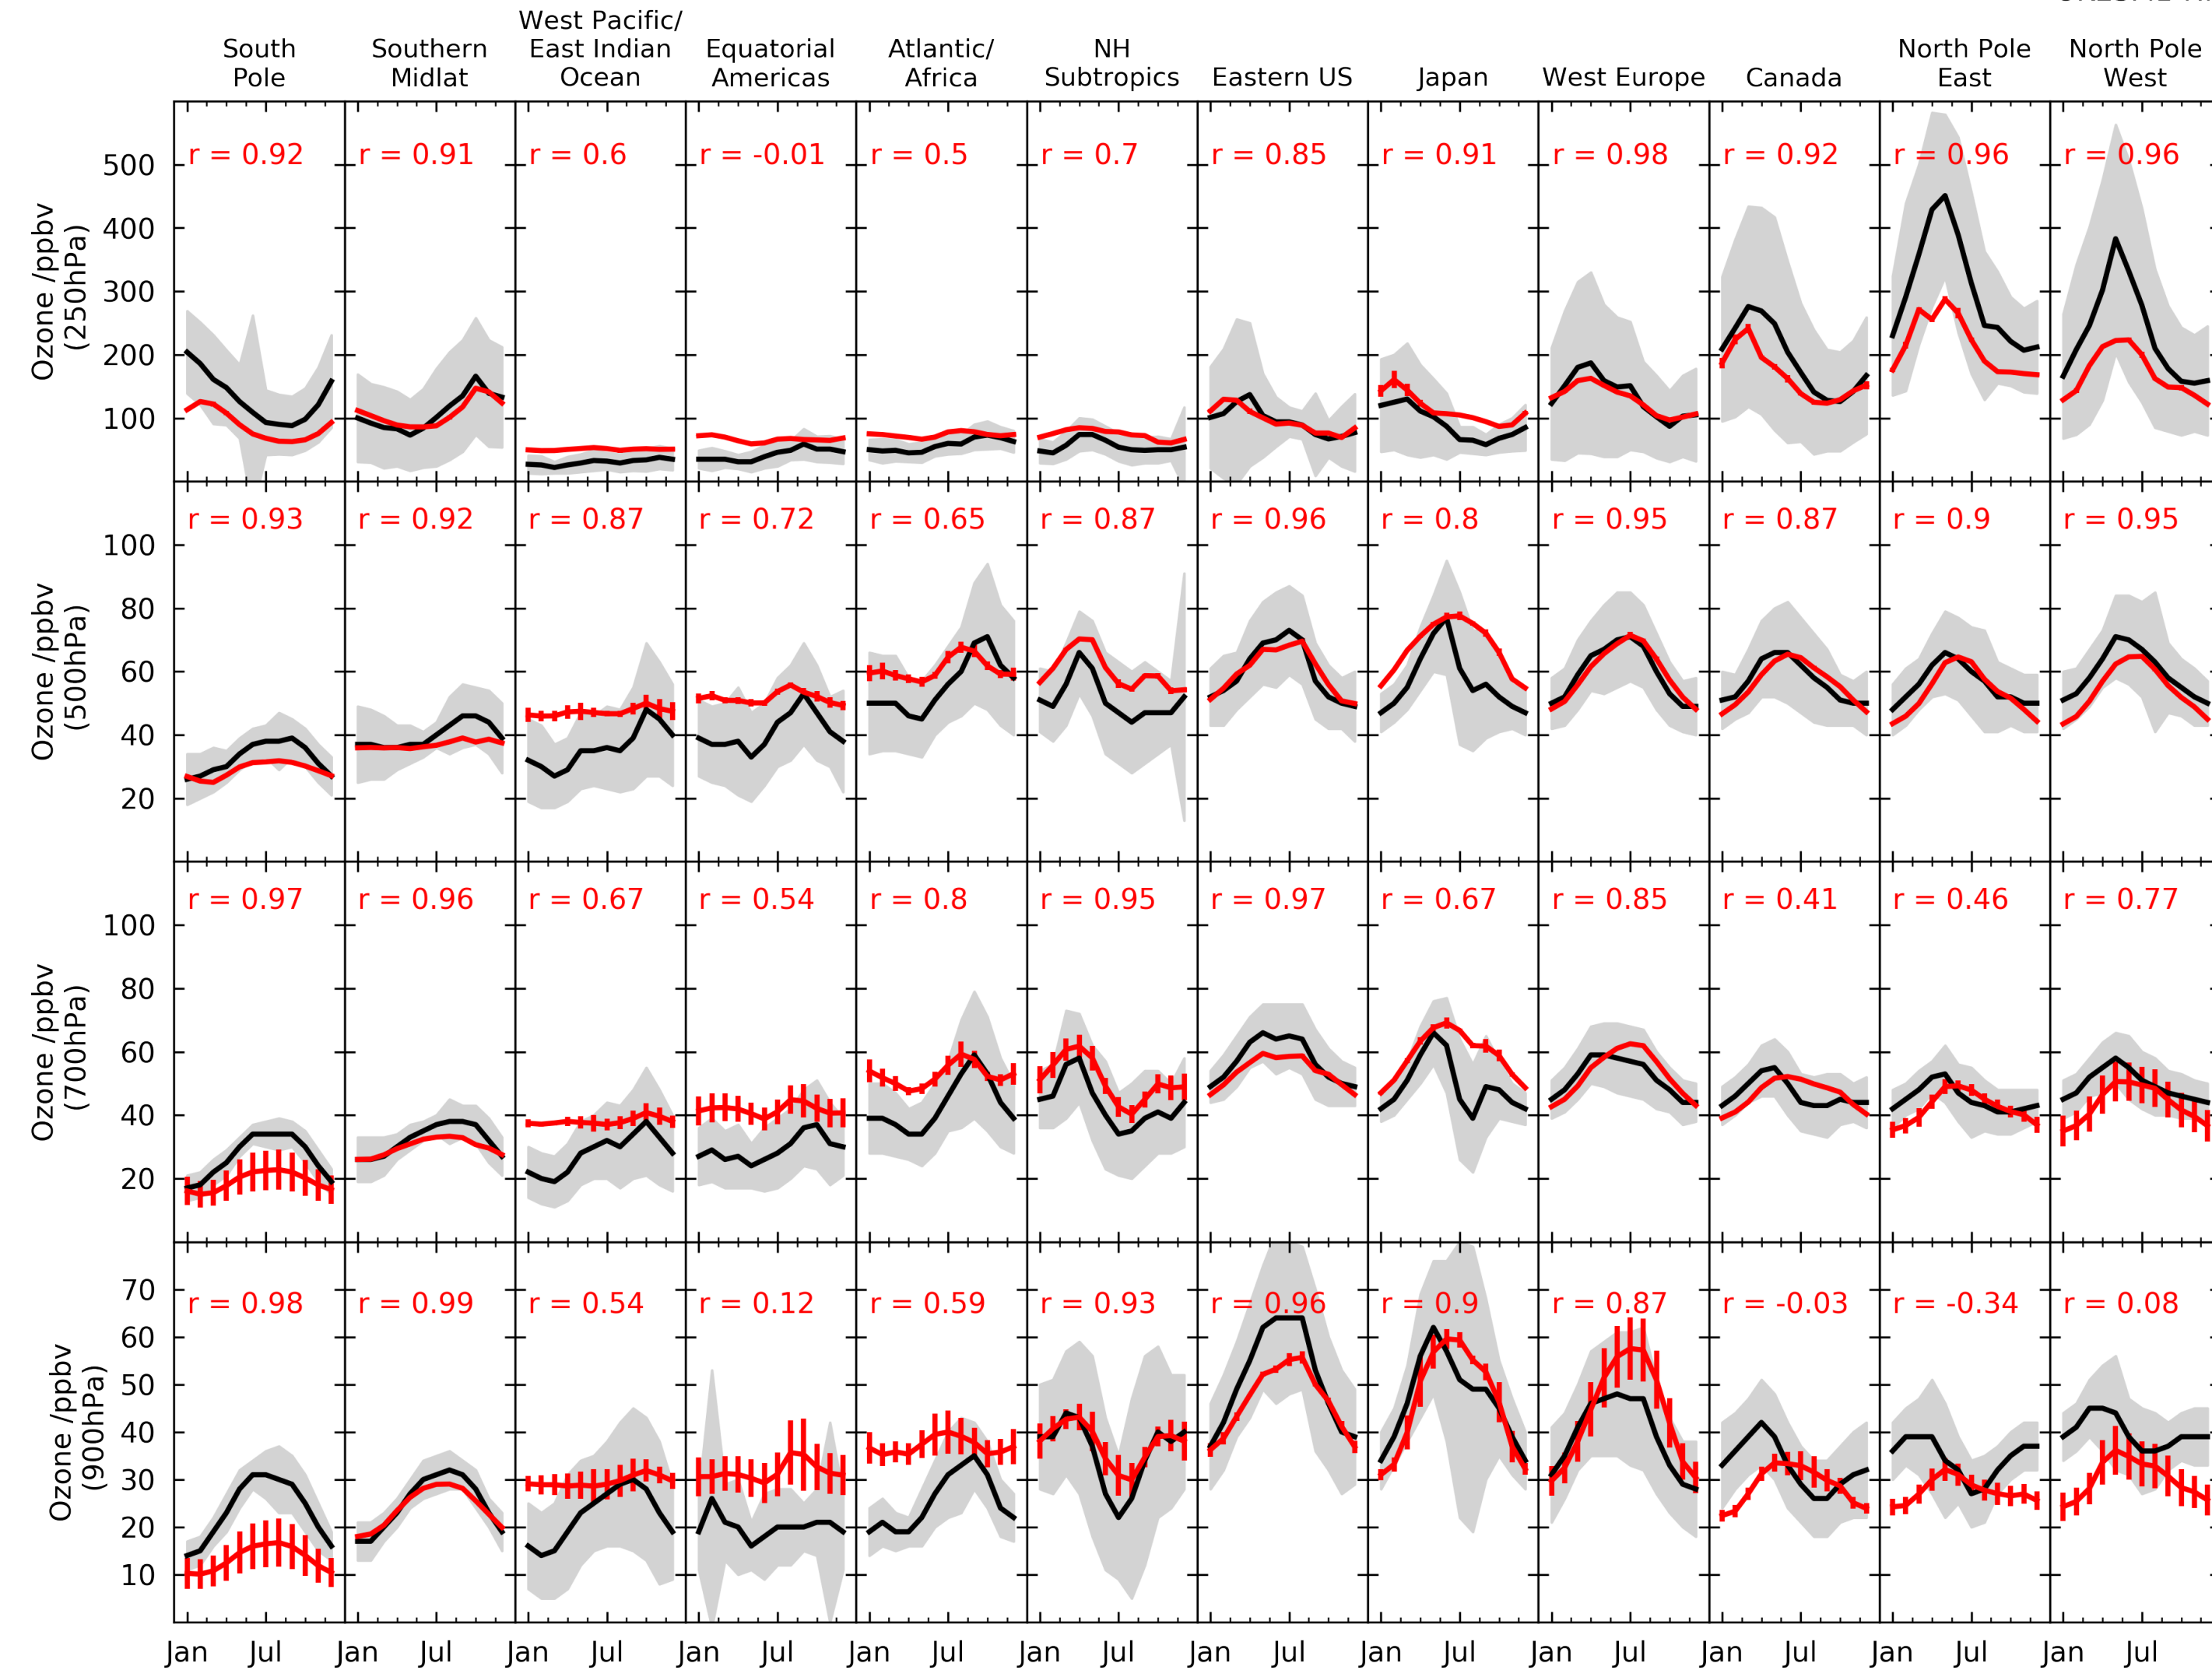 West Pacific/
South Southern East Indian Equatorial Atlantic/ NH North Pole North Pole
Pole Midlat Ocean Americas Africa Subtropics Eastern US Japan West Europe Canada East West
Ozone /ppbv
(250hPa)
500
400
300
200
100
r = 0.92 r = 0.91 r = 0.6 r = -0.01 r = 0.5 r = 0.7 r = 0.85 r = 0.91 r = 0.98 r = 0.92 r = 0.96 r = 0.96
Ozone /ppbv
(500hPa)
100
80
60
40
20
r = 0.93 r = 0.92 r = 0.87 r = 0.72 r = 0.65 r = 0.87 r = 0.96 r = 0.8 r = 0.95 r = 0.87 r = 0.9 r = 0.95
Ozone /ppbv
(700hPa)
100
80
60
40
20
r = 0.97 r = 0.96 r = 0.67 r = 0.54 r = 0.8 r = 0.95 r = 0.97 r = 0.67 r = 0.85 r = 0.41 r = 0.46 r = 0.77
Ozone /ppbv
(900hPa)
70
60
50
40
30
20
10
r = 0.98 r = 0.99 r = 0.54 r = 0.12 r = 0.59 r = 0.93 r = 0.96 r = 0.9 r = 0.87 r = -0.03 r = -0.34 r = 0.08
Jan Jul Jan Jul Jan Jul Jan Jul Jan Jul Jan Jul Jan Jul Jan Jul Jan Jul Jan Jul Jan Jul Jan Jul